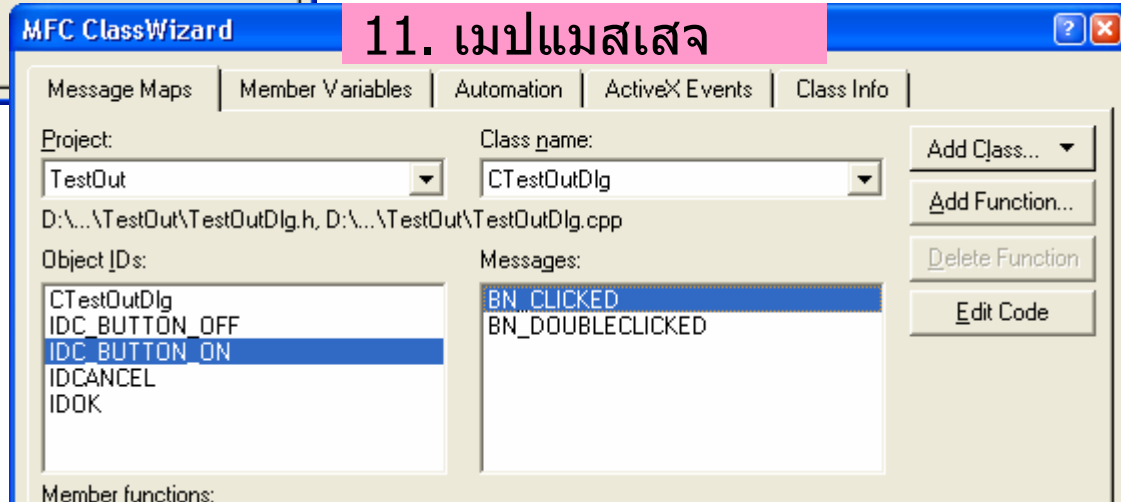 MFC ClassWizard
11. เมปแมสเสจ
Message Maps Member Variables Automation ActiveX Events Class Info
Project: Class name:
Add Class...
TestOut CTestOutDlg
Add Function...
D:\...\TestOut\TestOutDlg.h, D:\...\TestOut\TestOutDlg.cpp
Object IDs: Messages:
Delete Function
CTestOutDlg BN_CLICKED
IDC_BUTTON_OFF BN_DOUBLECLICKED
Edit Code
IDC_BUTTON_ON
IDCANCEL
IDOK
Member functions: